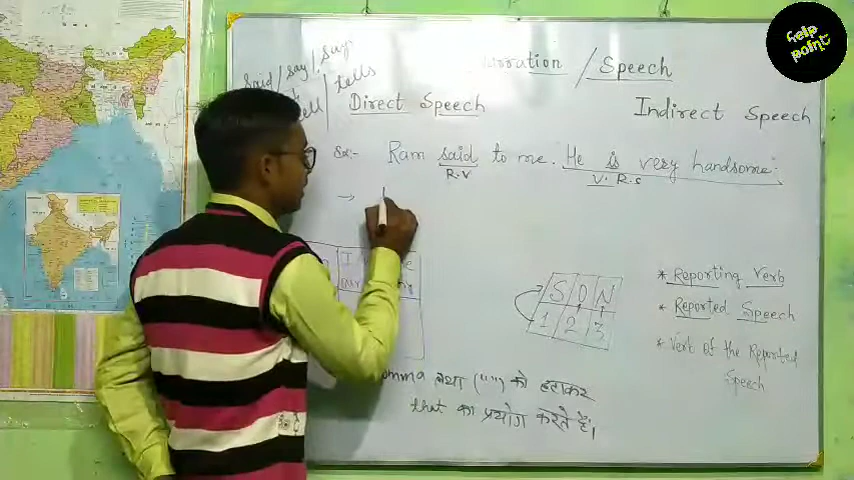 help point
Narration / Speech
said / say / say
tell / tells
Direct Speech
Indirect Speech
Ex:- Ram said to me. He is very handsome.
R.V
V. R.S
→
I
S O N
1 2 3
* Reporting Verb
* Reported Speech
* Verb of the Reported
Speech
comma तथा (“ ”) को हटाकर
that का प्रयोग करते हैं।